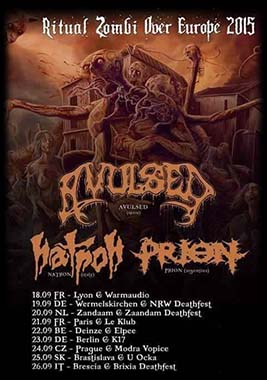 Ritual Zombi Over Europe 2015
AVULSED
AVULSED
(spain)
NATRON PRION
NATRON (italy) PRION (argentina)
18.09 FR - Lyon & Warmaudio
19.09 DE - Wermelskirchen & NRW Deathfest
20.09 NL - Zandaam & Zaandam Deathfest
21.09 FR - Paris & Le Klub
22.09 BE - Deinze & Elpee
23.09 DE - Berlin & K17
24.09 CZ - Prague & Modra Vopice
25.09 SK - Brastislava & U Ocka
26.09 IT - Brescia & Brixia Deathfest